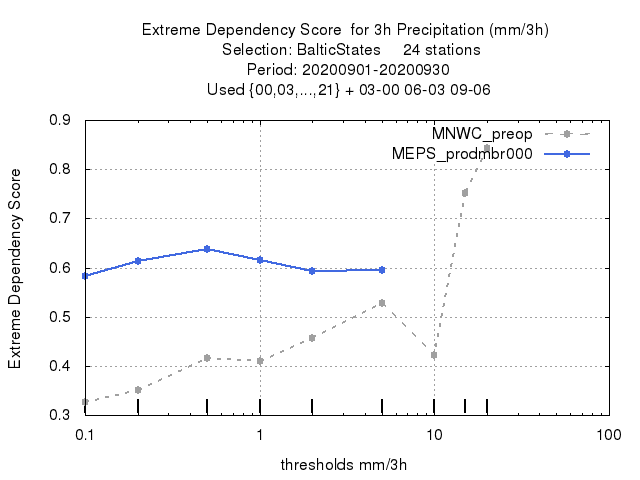 Extreme Dependency Score  for 3h Precipitation (mm/3h)
Selection: BalticStates     24 stations
Period: 20200901-20200930
Used {00,03,...,21} + 03-00 06-03 09-06
MNWC_preop
MEPS_prodmbr000
Extreme Dependency Score
0.9
0.8
0.7
0.6
0.5
0.4
0.3
0.1
1
10
100
thresholds mm/3h